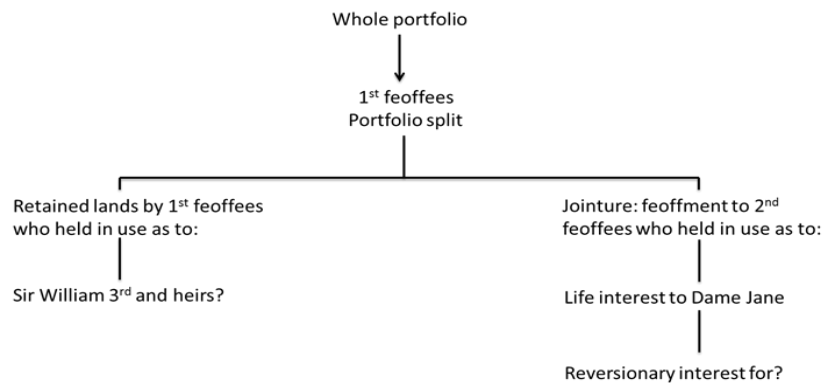 Whole portfolio
1st feoffees
Portfolio split
Retained lands by 1st feoffees
who held in use as to:
Jointure: feoffment to 2nd
feoffees who held in use as to:
Sir William 3rd and heirs?
Life interest to Dame Jane
Reversionary interest for?